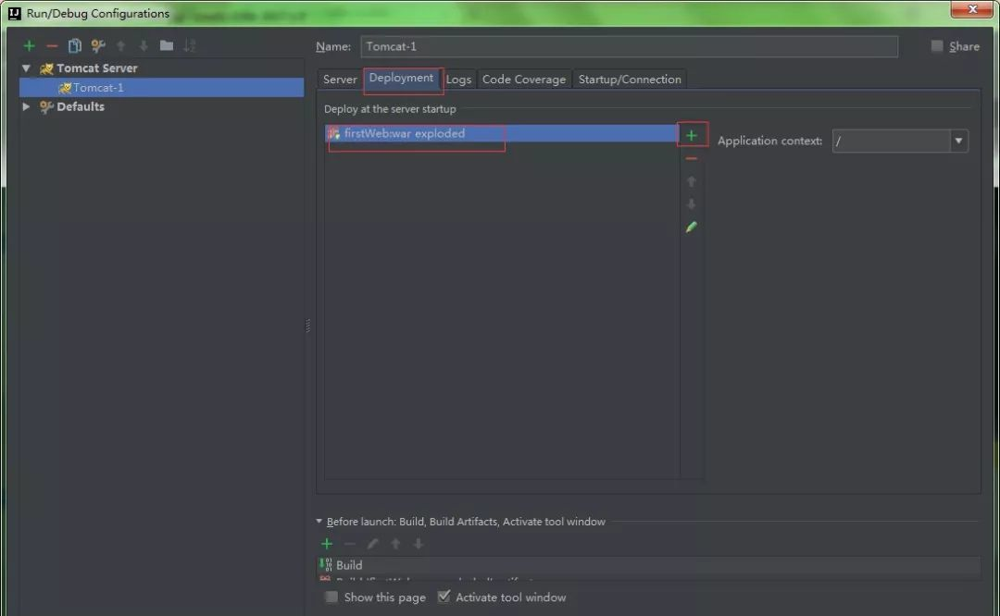 IJ Run/Debug Configurations
x
Name: Tomcat-1
Share
Tomcat Server
Tomcat-1
Defaults
Server Deployment Logs Code Coverage Startup/Connection
Deploy at the server startup
firstWeb:war exploded
Application context: /
Before launch: Build, Build Artifacts, Activate tool window
Build
Show this page Activate tool window